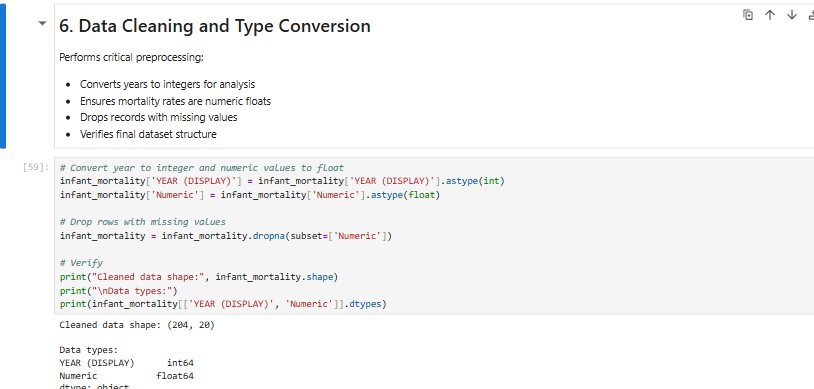 6. Data Cleaning and Type Conversion
Performs critical preprocessing:
• Converts years to integers for analysis
• Ensures mortality rates are numeric floats
• Drops records with missing values
• Verifies final dataset structure
[59]:
# Convert year to integer and numeric values to float
infant_mortality['YEAR (DISPLAY)'] = infant_mortality['YEAR (DISPLAY)'].astype(int)
infant_mortality['Numeric'] = infant_mortality['Numeric'].astype(float)
# Drop rows with missing values
infant_mortality = infant_mortality.dropna(subset=['Numeric'])
# Verify
print("Cleaned data shape:", infant_mortality.shape)
print("\nData types:")
print(infant_mortality[['YEAR (DISPLAY)', 'Numeric']].dtypes)
Cleaned data shape: (204, 20)
Data types:
YEAR (DISPLAY)      int64
Numeric           float64
dtype: object